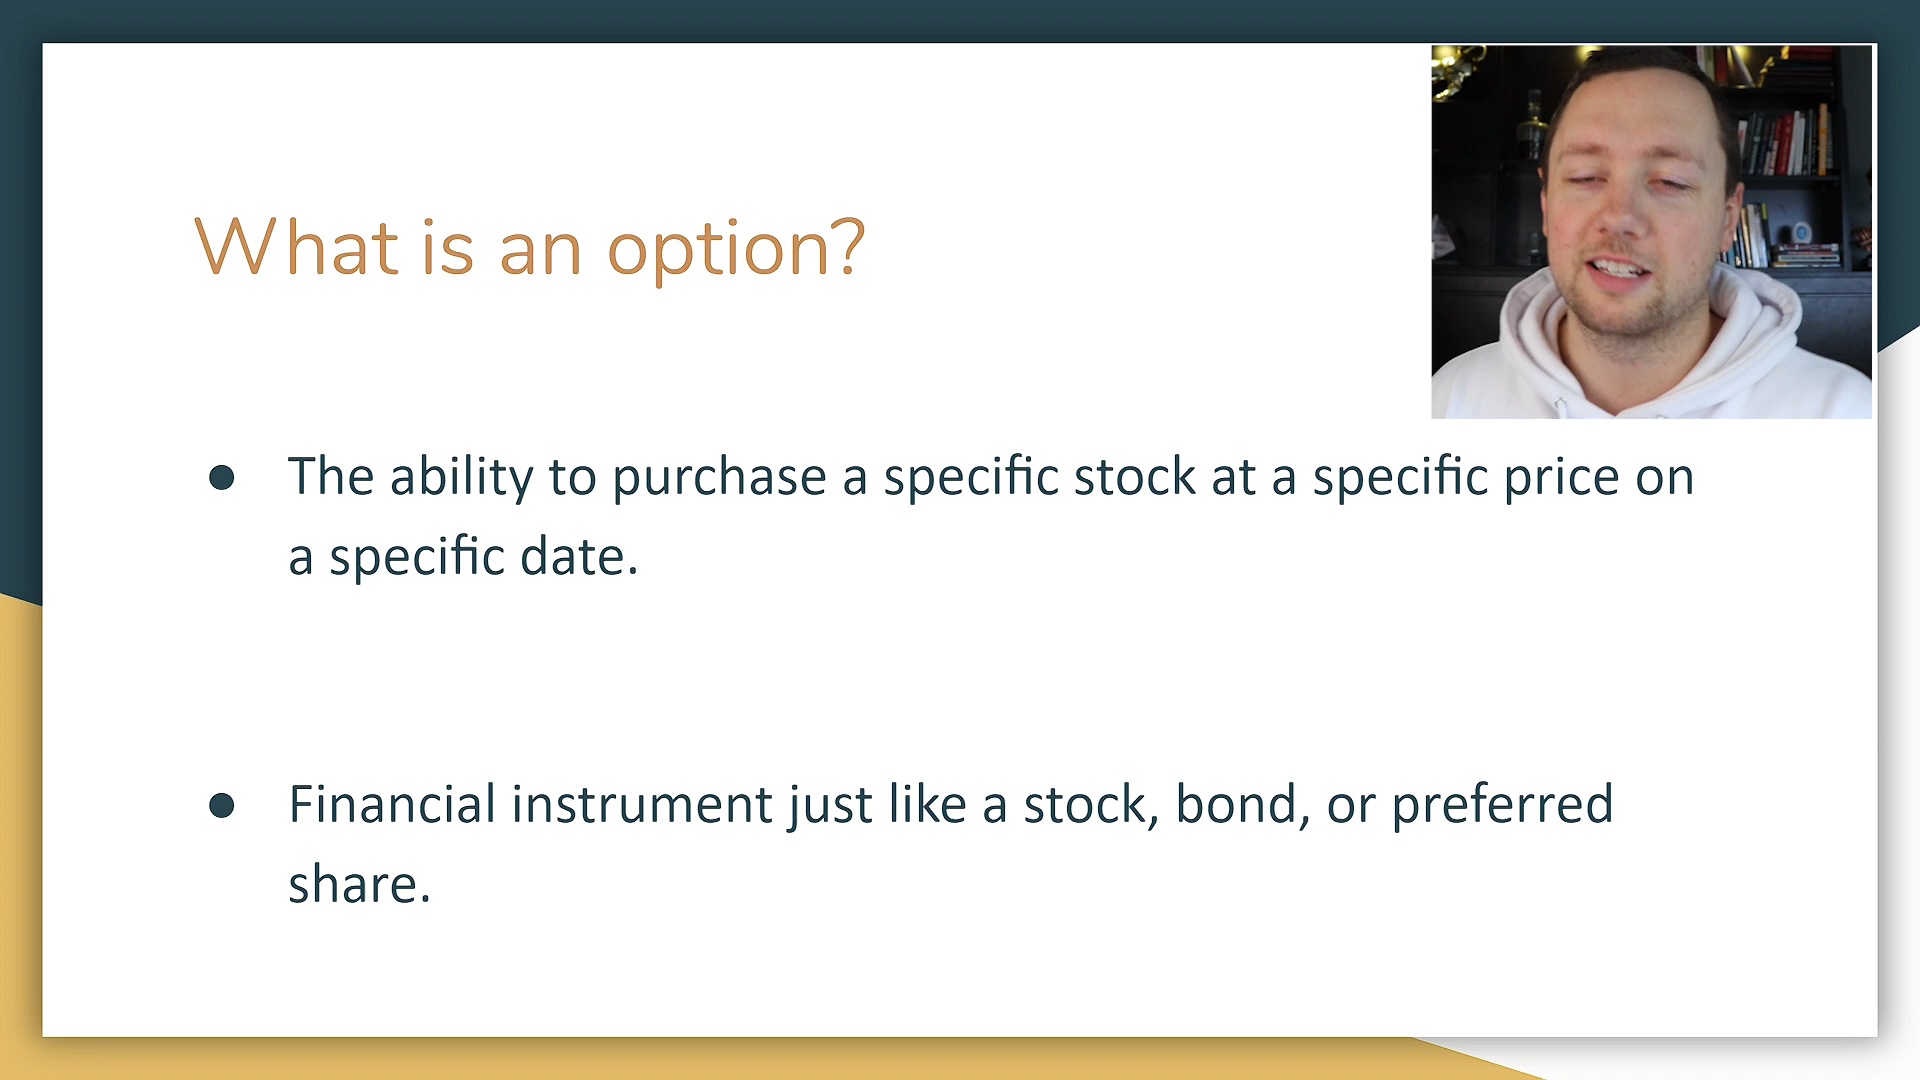 What is an option?
● The ability to purchase a specific stock at a specific price on
a specific date.
● Financial instrument just like a stock, bond, or preferred
share.